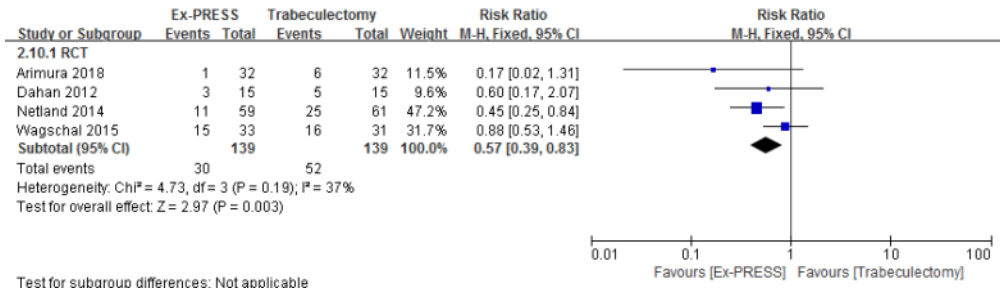 Ex-PRESS Trabeculectomy Risk Ratio Risk Ratio
Study or Subgroup Events Total Events Total Weight M-H, Fixed, 95% CI M-H, Fixed, 95% CI
2.10.1 RCT
Arimura 2018 1 32 6 32 11.5% 0.17 [0.02, 1.31]
Dahan 2012 3 15 5 15 9.6% 0.60 [0.17, 2.07]
Netland 2014 11 59 25 61 47.2% 0.45 [0.25, 0.84]
Wagschal 2015 15 33 16 31 31.7% 0.88 [0.53, 1.46]
Subtotal (95% CI) 139 139 100.0% 0.57 [0.39, 0.83]
Total events 30 52
Heterogeneity: Chi² = 4.73, df = 3 (P = 0.19); I² = 37%
Test for overall effect: Z = 2.97 (P = 0.003)
0.01 0.1 1 10 100
Favours [Ex-PRESS] Favours [Trabeculectomy]
Test for subgroup differences: Not applicable